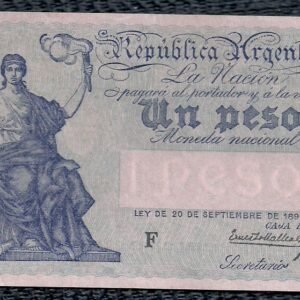 República Argen
La Nación
pagará al portador y a la v
Un peso
Moneda nacional
LEY DE 20 DE SEPTIEMBRE DE 189
CAJA
F
Secretario